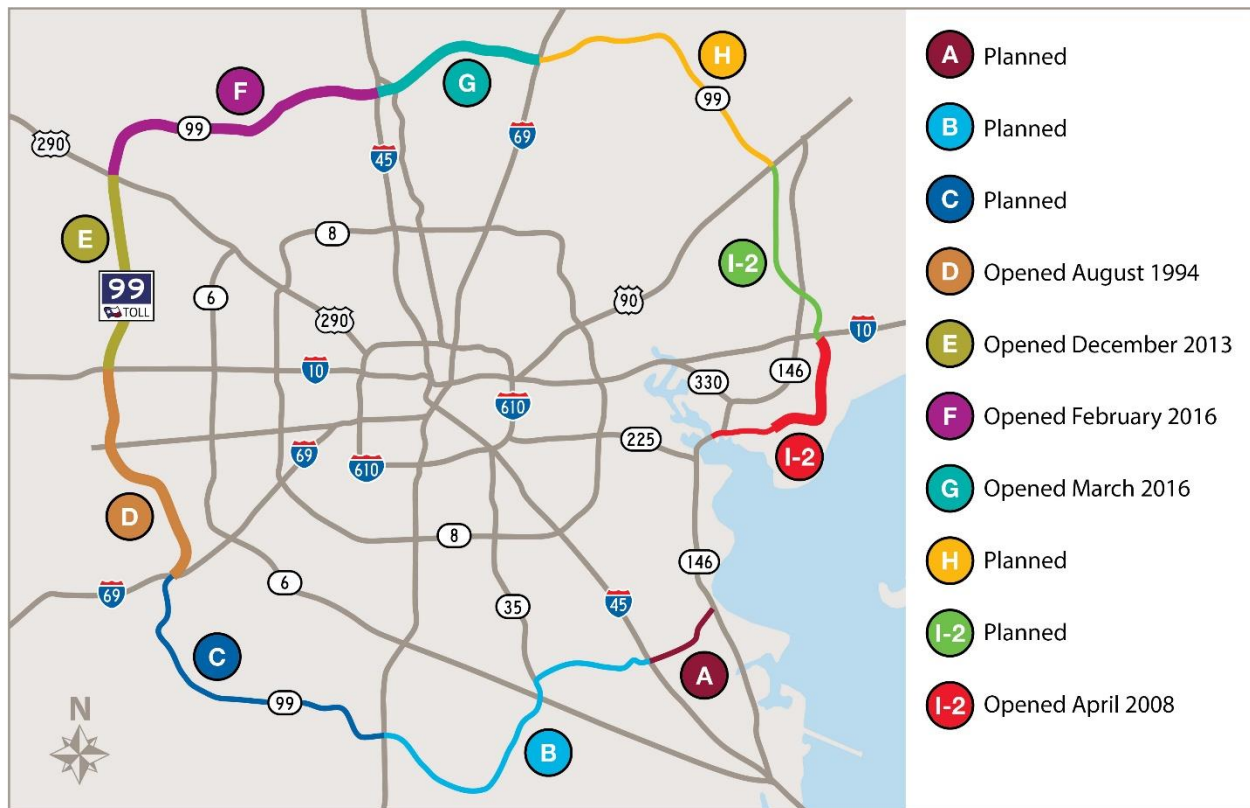 H
F
G
99
99
290
69
45
E
8
I-2
99
TOLL
6
90
290
10
10
330
146
610
225
69
610
I-2
D
8
146
69
6
35
45
C
A
99
N
B
A Planned
B Planned
C Planned
D Opened August 1994
E Opened December 2013
F Opened February 2016
G Opened March 2016
H Planned
I-2 Planned
I-2 Opened April 2008